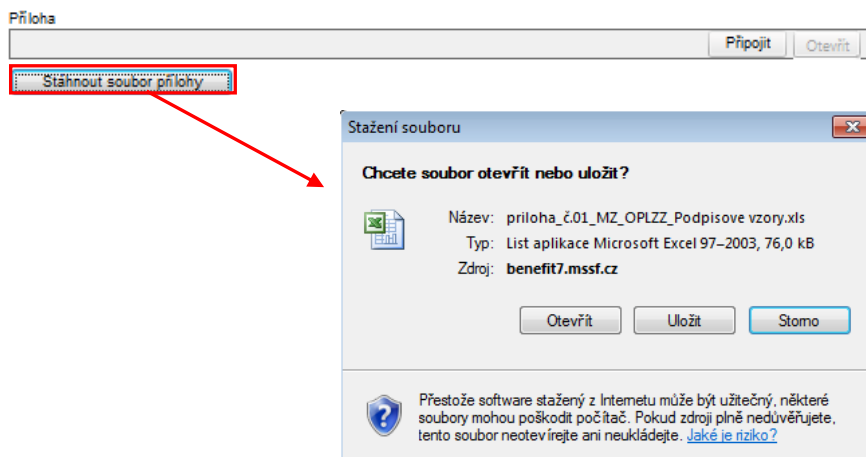 Příloha
Připojit
Otevřít
Stáhnout soubor přílohy
Stažení souboru
Chcete soubor otevřít nebo uložit?
Název: priloha_č.01_MZ_OPLZZ_Podpisove vzory.xls
Typ: List aplikace Microsoft Excel 97–2003, 76,0 kB
Zdroj: benefit7.mssf.cz
Otevřít
Uložit
Storno
Přestože software stažený z Internetu může být užitečný, některé
soubory mohou poškodit počítač. Pokud zdroji plně nedůvěřujete,
tento soubor neotevírejte ani neukládejte. Jaké je riziko?